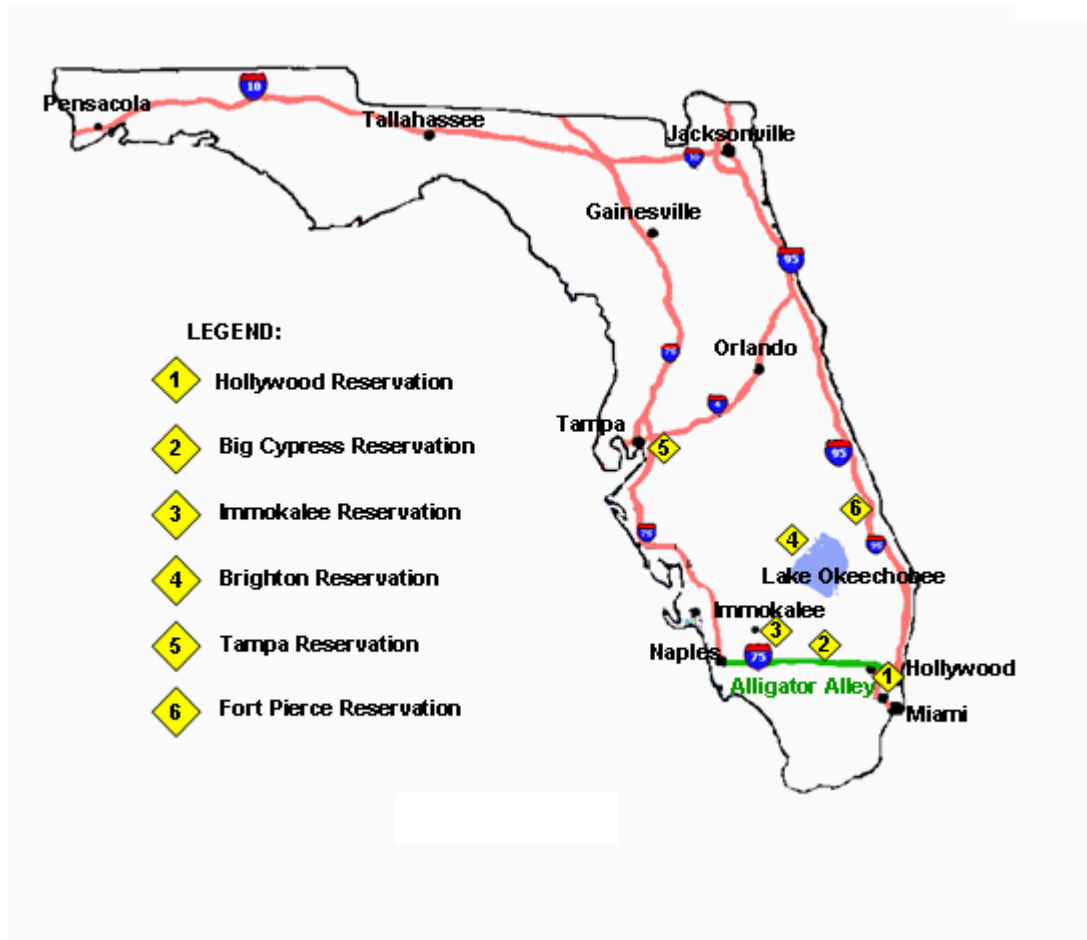 10
Pensacola
Tallahassee
Jacksonville
10
Gainesville
95
LEGEND:
75
Orlando
1 Hollywood Reservation
4
Tampa
5
2 Big Cypress Reservation
95
3 Immokalee Reservation
6
75
4
95
4 Brighton Reservation
Lake Okeechobee
Immokalee
3
2
5 Tampa Reservation
Naples
75
Hollywood
1
Alligator Alley
6 Fort Pierce Reservation
Miami